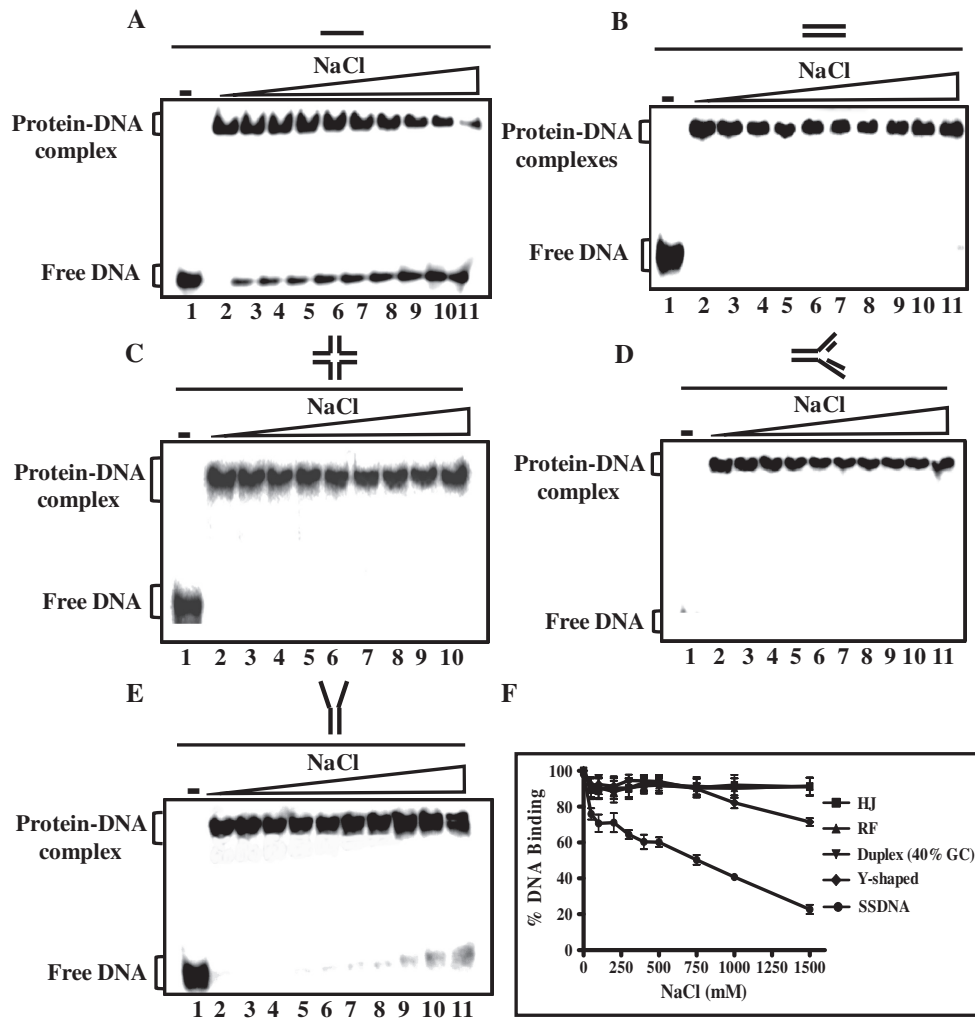 A
NaCl
Protein-DNA
complex
Free DNA
1 2 3 4 5 6 7 8 9 10 11
B
NaCl
Protein-DNA
complexes
Free DNA
1 2 3 4 5 6 7 8 9 11
C
NaCl
Protein-DNA
complex
Free DNA
1 2 3 4 5 6 7 8 9 10
D
NaCl
Protein-DNA
complex
Free DNA
1 2 3 4 5 6 7 8 9 10 11
E
NaCl
Protein-DNA
complex
Free DNA
1 2 3 4 5 6 7 8 9 10 11
F
% DNA Binding
100
80
60
40
20
0
0 250 500 750 1000 1250 1500
NaCl (mM)
HJ
RF
Duplex (40% GC)
Y-shaped
SSDNA